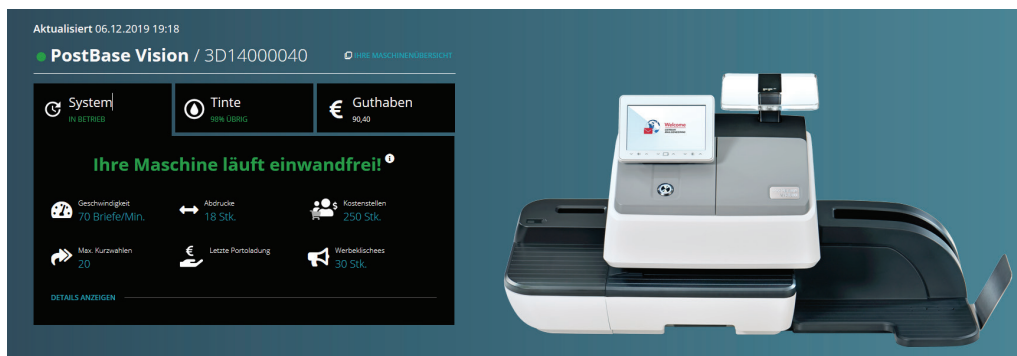 Aktualisiert 06.12.2019 19:18
PostBase Vision / 3D14000040
IHRE MASCHINENÜBERSICHT
System
IN BETRIEB
Tinte
98% ÜBRIG
Guthaben
90,40
Ihre Maschine läuft einwandfrei!
Geschwindigkeit
70 Briefe/Min.
Abdrucke
18 Stk.
Kostenstellen
250 Stk.
Max. Kurzwahlen
20
Letzte Portoladung
Werbeklischees
30 Stk.
DETAILS ANZEIGEN
Welcome